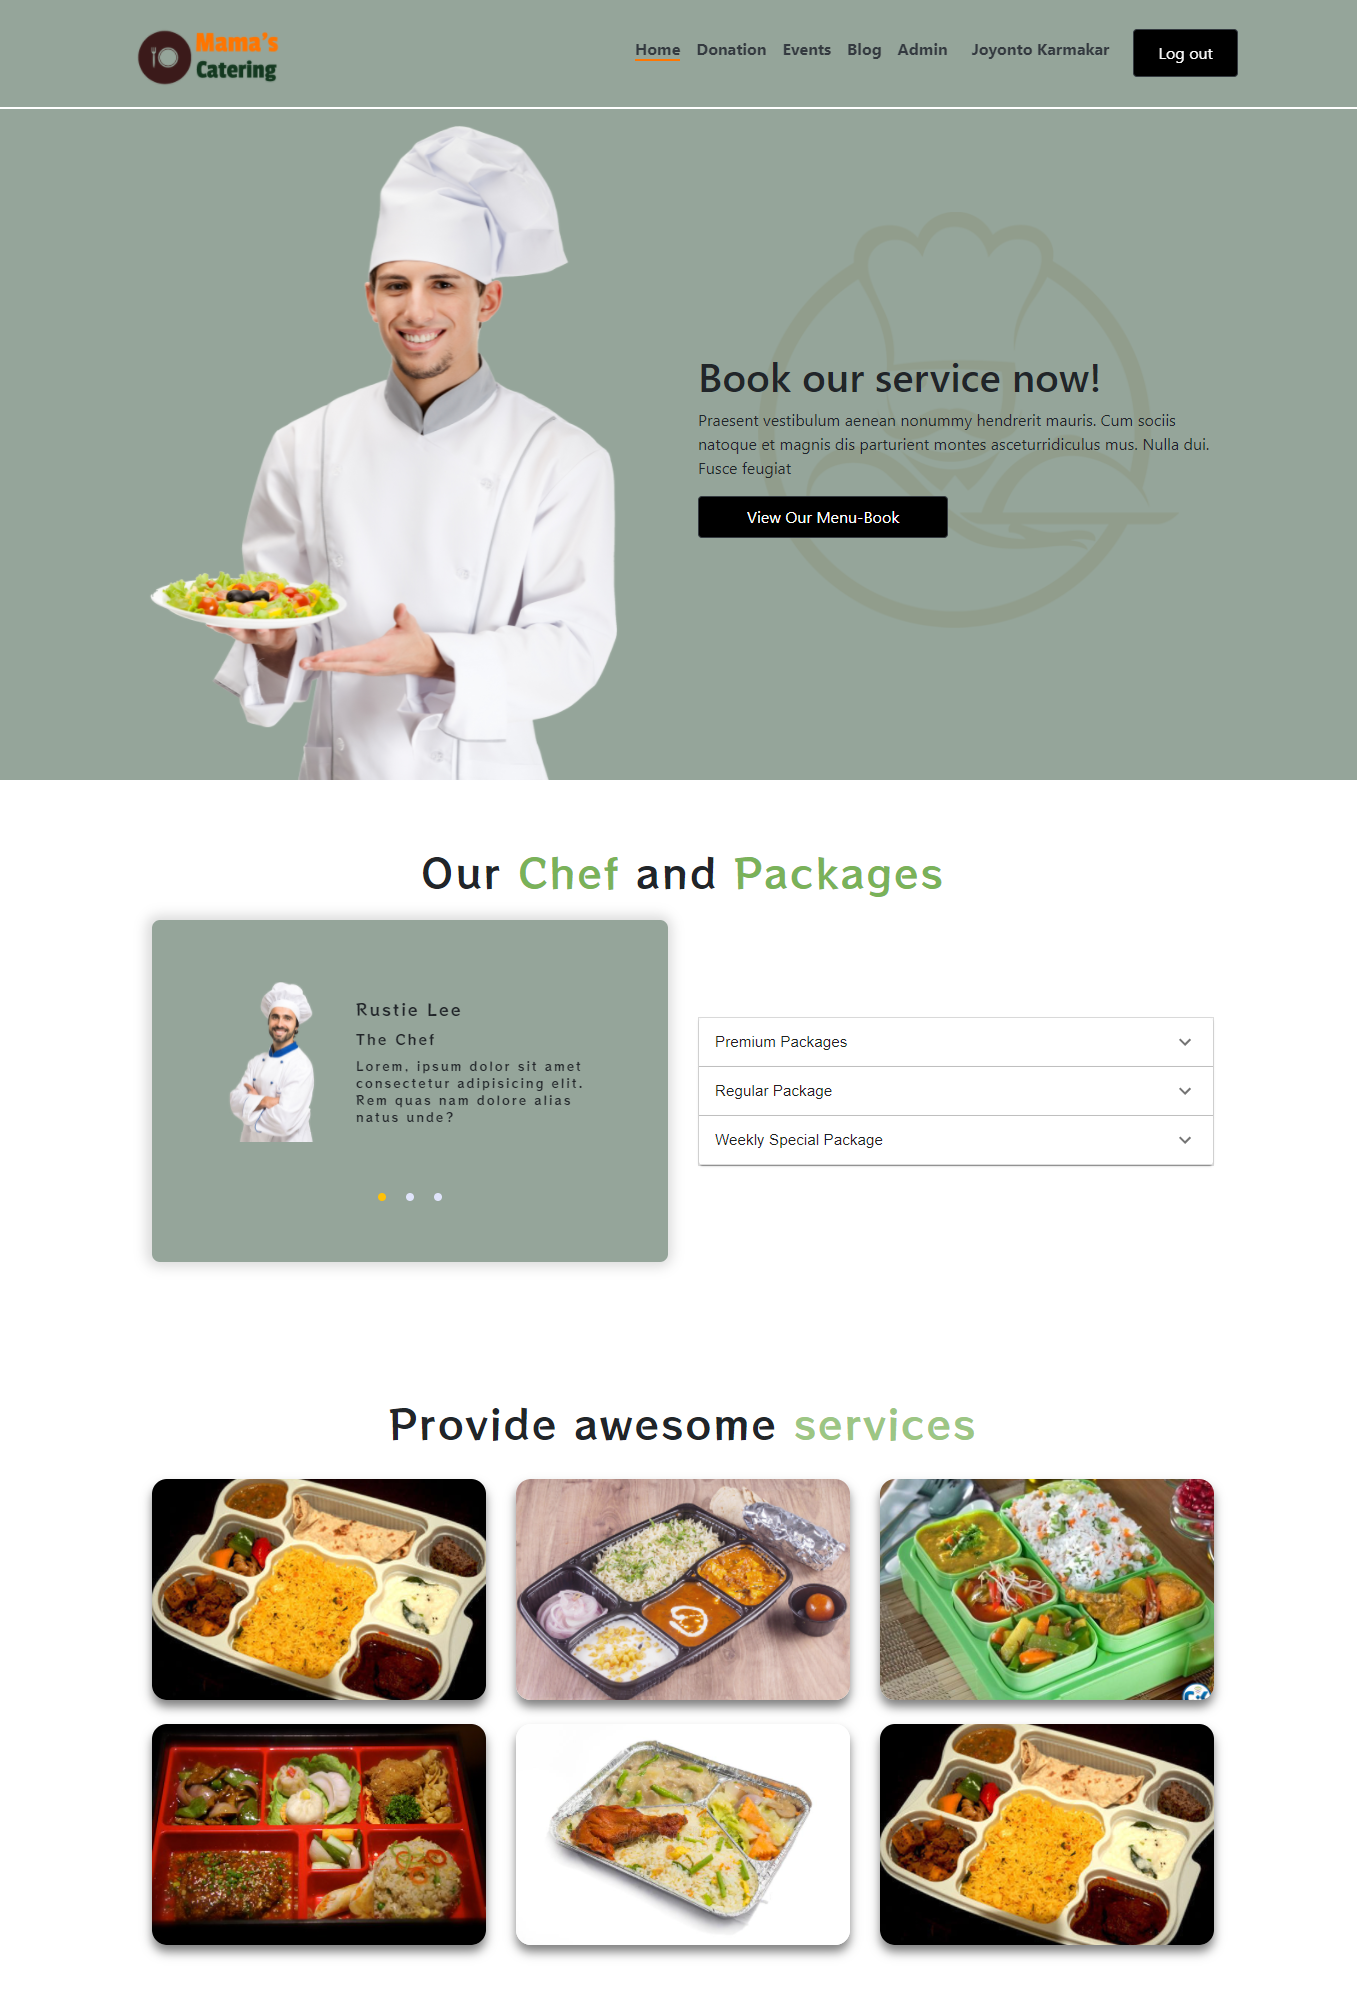 Mama's
Catering
Home Donation Events Blog Admin Joyonto Karmakar Log out
Book our service now!
Praesent vestibulum aenean nonummy hendrerit mauris. Cum sociis
natoque et magnis dis parturient montes asceturridiculus mus. Nulla dui.
Fusce feugiat
View Our Menu-Book
Our Chef and Packages
Rustie Lee
The Chef
Lorem, ipsum dolor sit amet
consectetur adipisicing elit.
Rem quas nam dolore alias
natus unde?
Premium Packages
Regular Package
Weekly Special Package
Provide awesome services